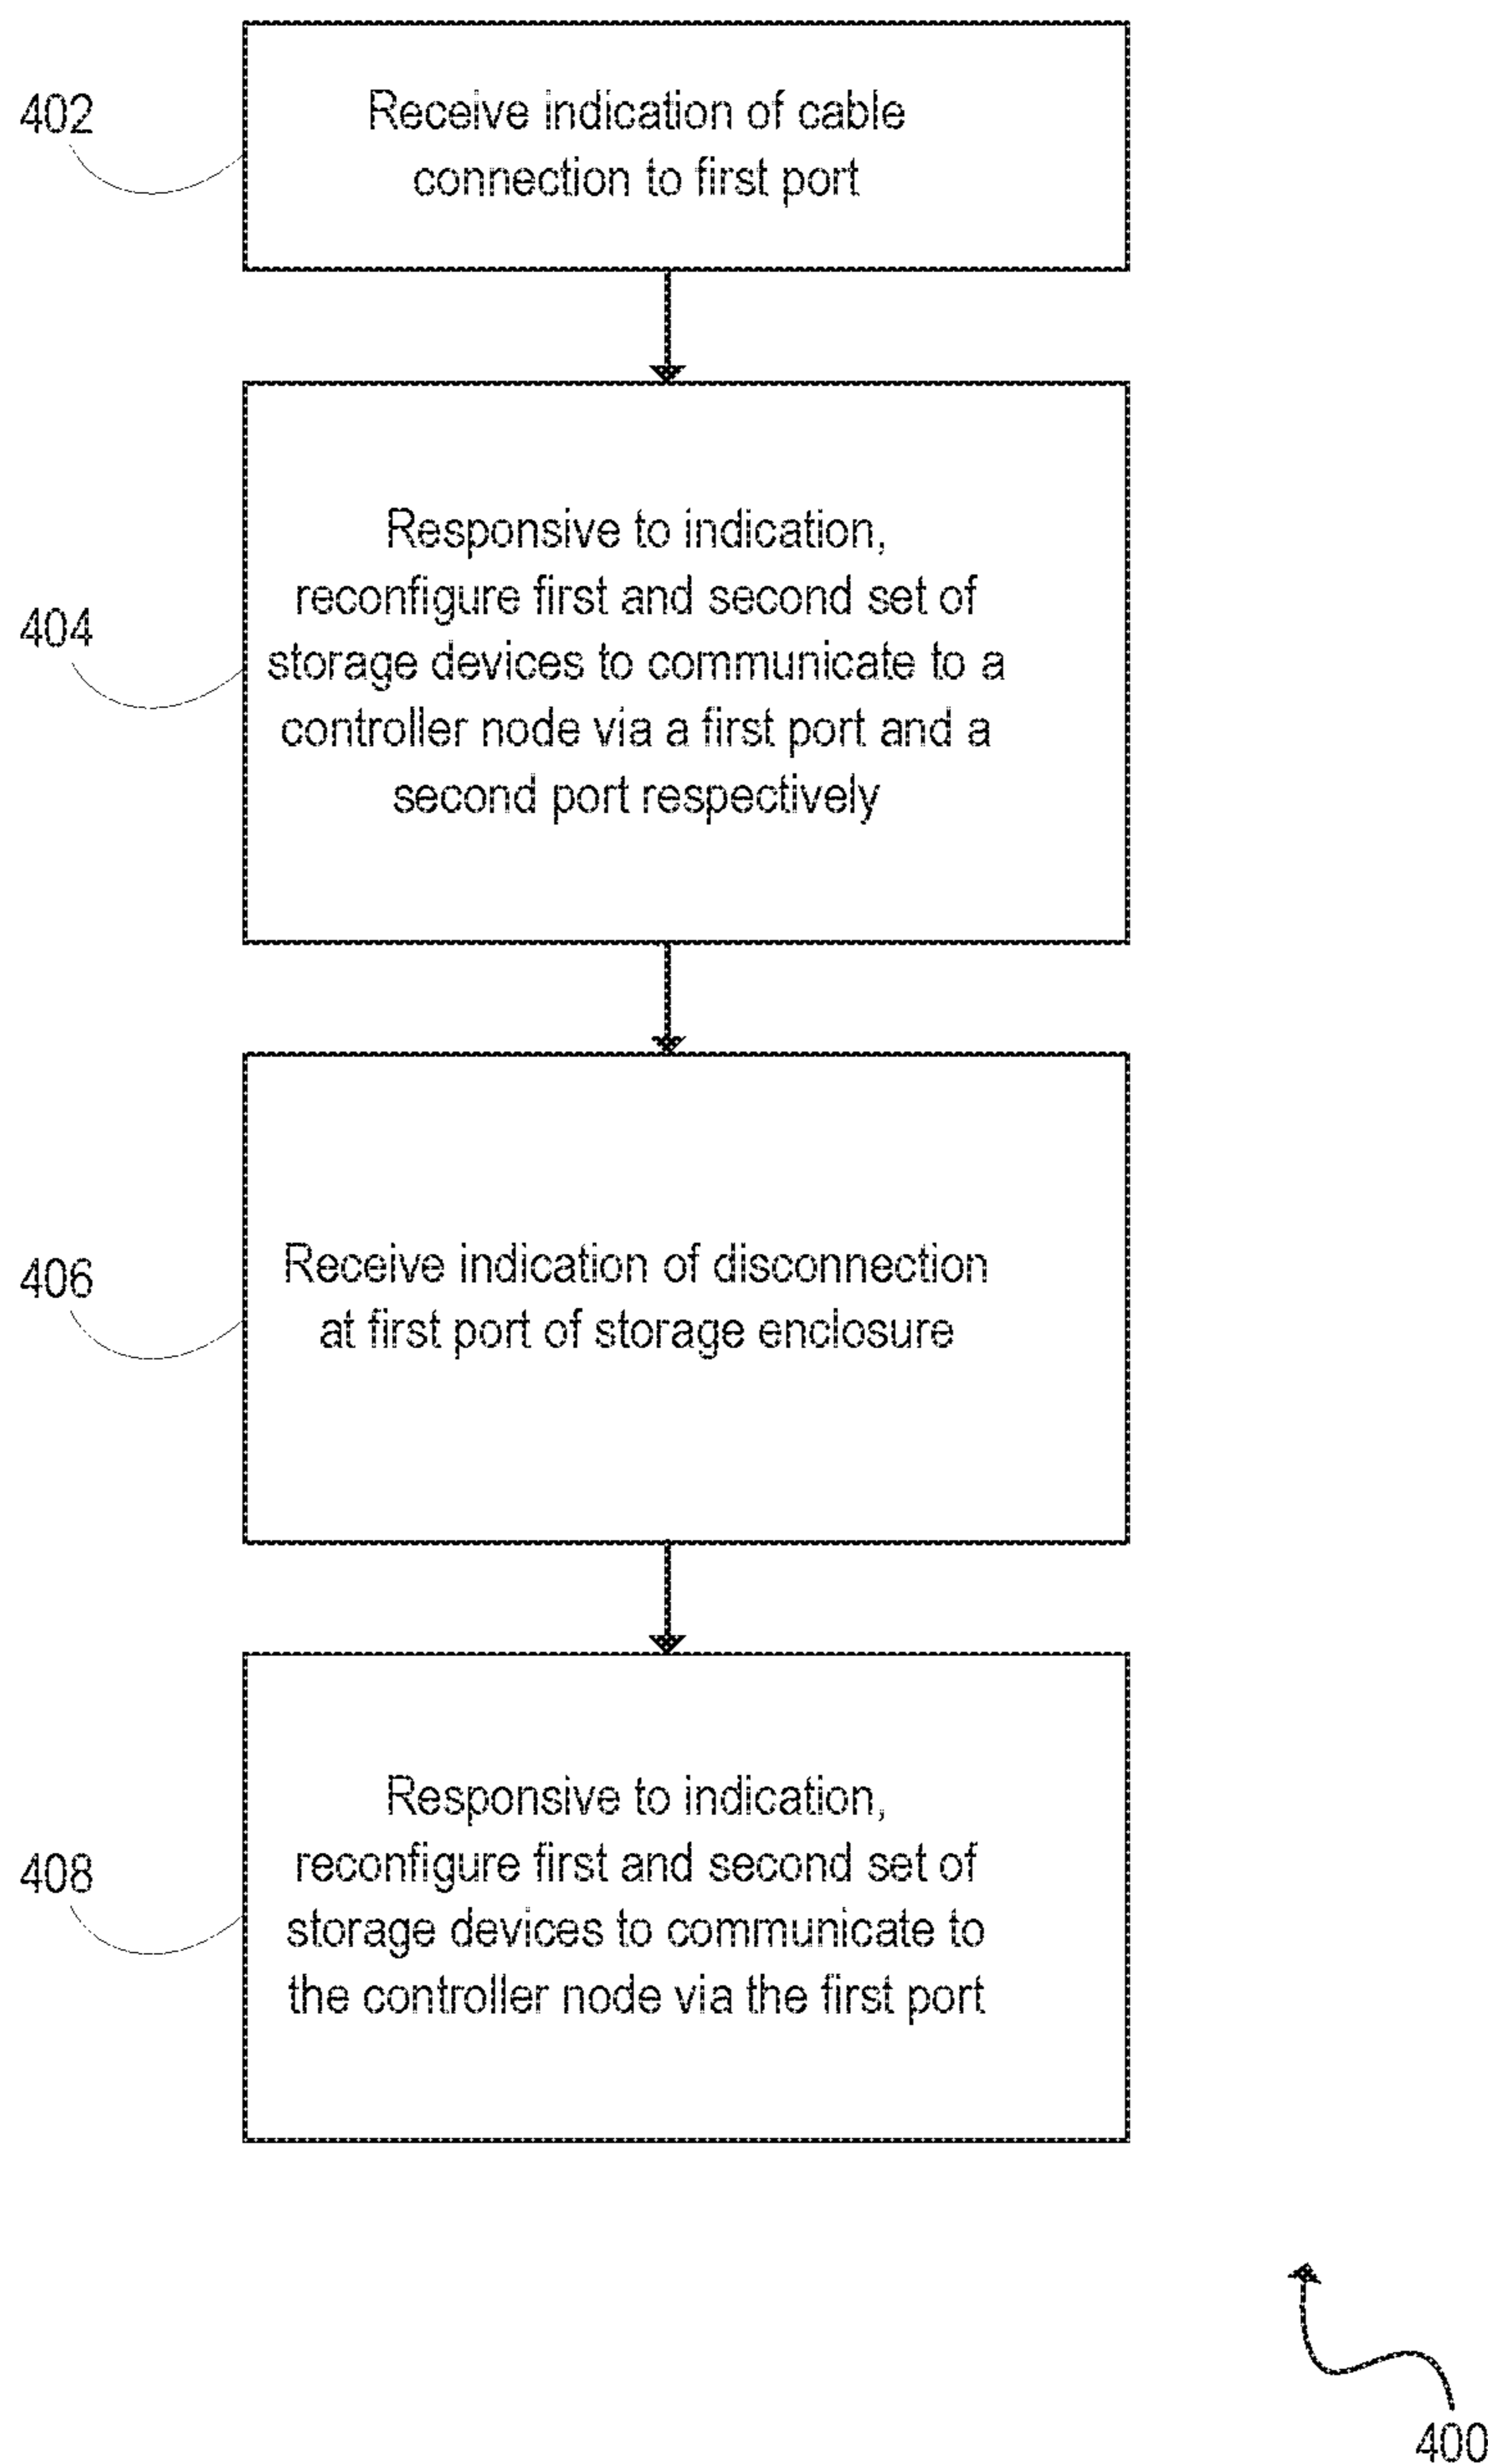 402
Receive indication of cable
connection to first port
404
Responsive to indication,
reconfigure first and second set of
storage devices to communicate to a
controller node via a first port and a
second port respectively
406
Receive indication of disconnection
at first port of storage enclosure
408
Responsive to indication,
reconfigure first and second set of
storage devices to communicate to
the controller node via the first port
400